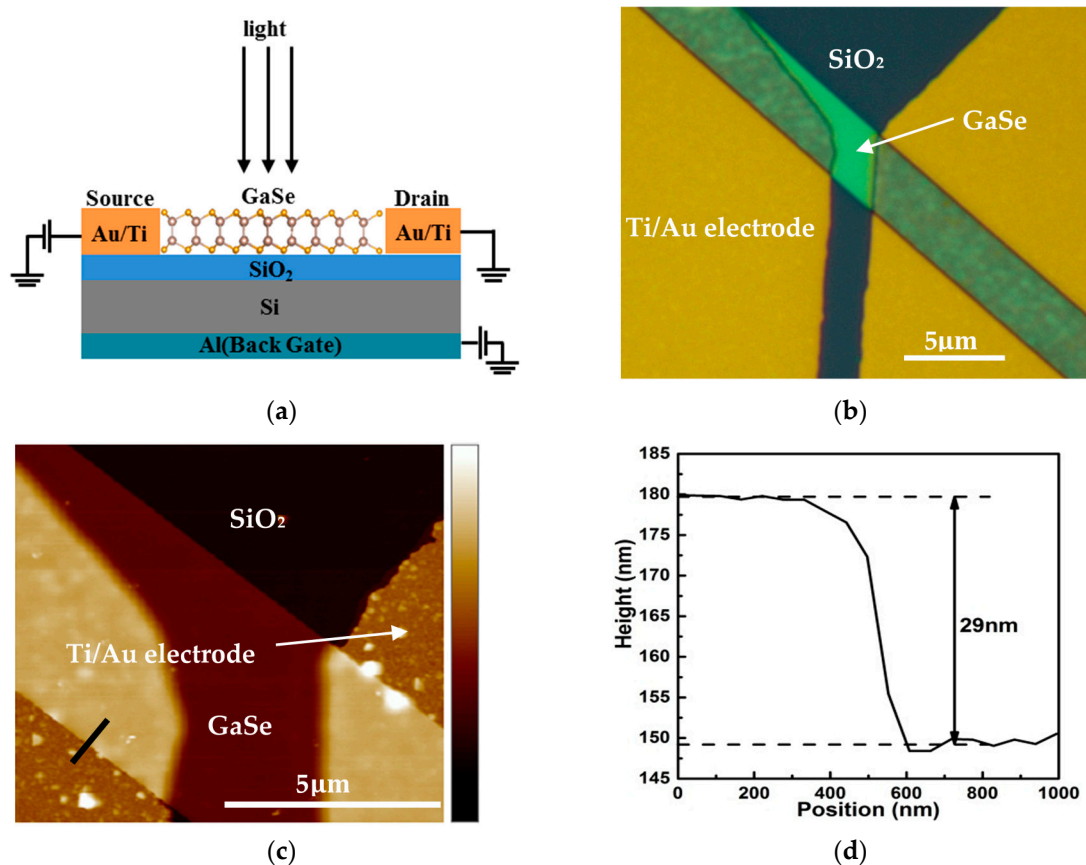 light
Source
GaSe
Drain
Au/Ti
Au/Ti
SiO₂
Si
Al(Back Gate)
(a)
SiO₂
GaSe
Ti/Au electrode
5μm
(b)
SiO₂
Ti/Au electrode
GaSe
5μm
(c)
185
180
175
170
165
160
155
150
145
Height (nm)
29nm
0
200
400
600
800
1000
Position (nm)
(d)